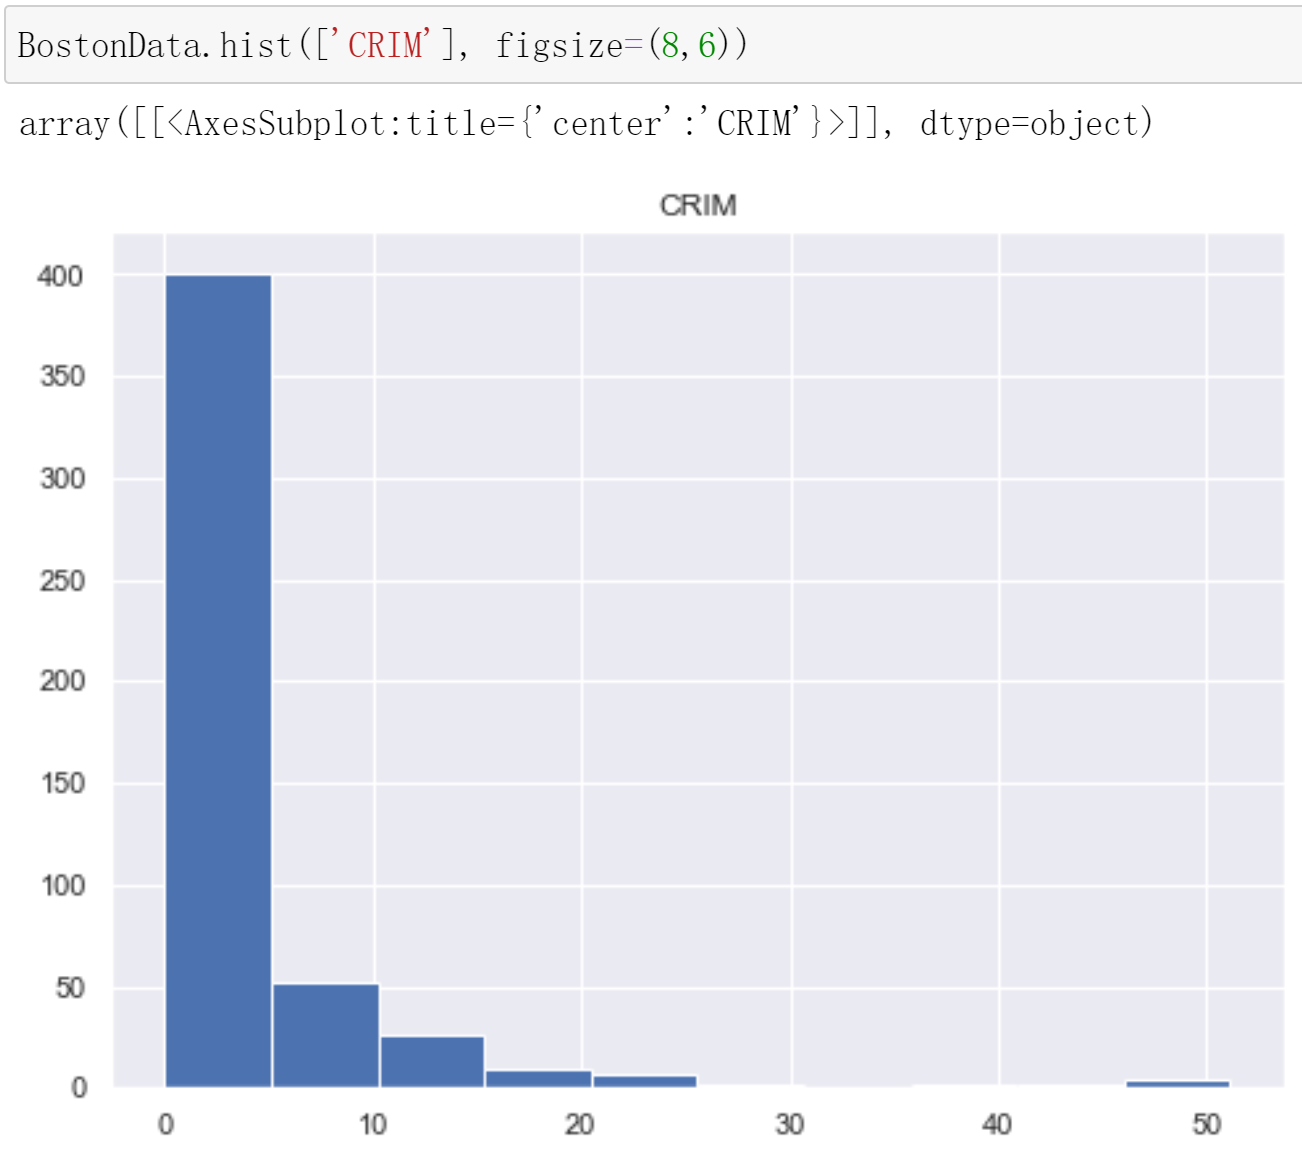 BostonData.hist(['CRIM'], figsize=(8,6))
array([[<AxesSubplot:title={'center':'CRIM'}>]], dtype=object)
CRIM
400
350
300
250
200
150
100
50
0
0 10 20 30 40 50